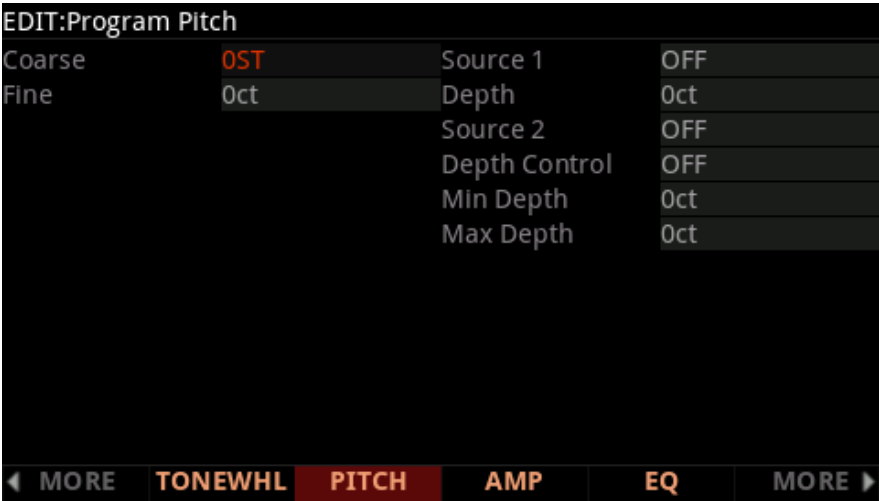 EDIT:Program Pitch
Coarse 0ST Source 1 OFF
Fine 0ct Depth 0ct
Source 2 OFF
Depth Control OFF
Min Depth 0ct
Max Depth 0ct
MORE TONEWHL PITCH AMP EQ MORE